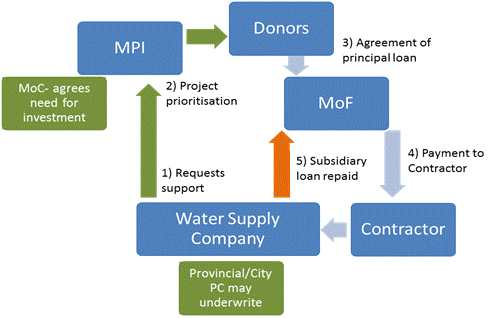 Donors
MPI
3) Agreement of
principal loan
MoC- agrees
need for
investment
2) Project
prioritisation
MoF
1) Requests
support
5) Subsidiary
loan repaid
4) Payment to
Contractor
Water Supply
Company
Contractor
Provincial/City
PC may
underwrite